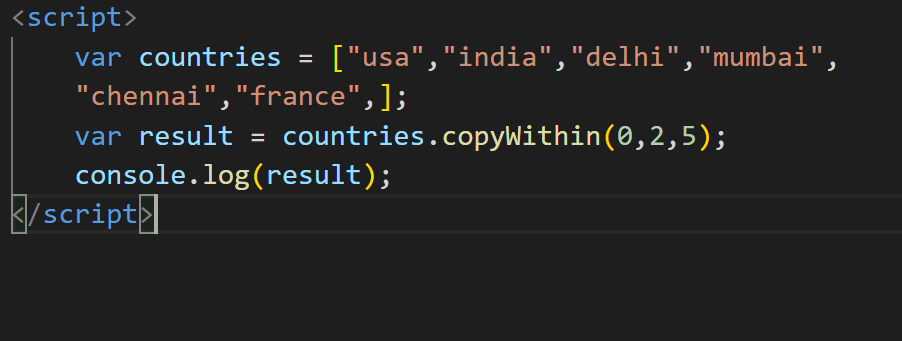 <script>
var countries = ["usa","india","delhi","mumbai",
"chennai","france",];
var result = countries.copyWithin(0,2,5);
console.log(result);
</script>